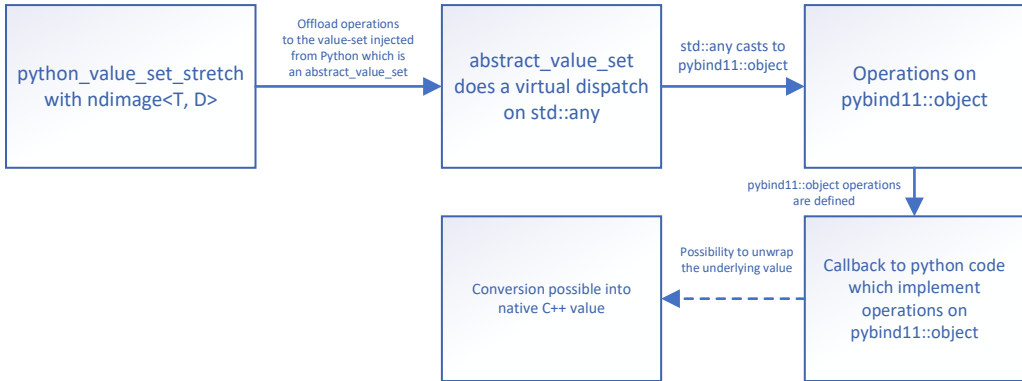 python_value_set_stretch
with ndimage<T, D>
Offload operations
to the value-set injected
from Python which is
an abstract_value_set
abstract_value_set
does a virtual dispatch
on std::any
std::any casts to
pybind11::object
Operations on
pybind11::object
pybind11::object operations
are defined
Callback to python code
which implement
operations on
pybind11::object
Possibility to unwrap
the underlying value
Conversion possible into
native C++ value